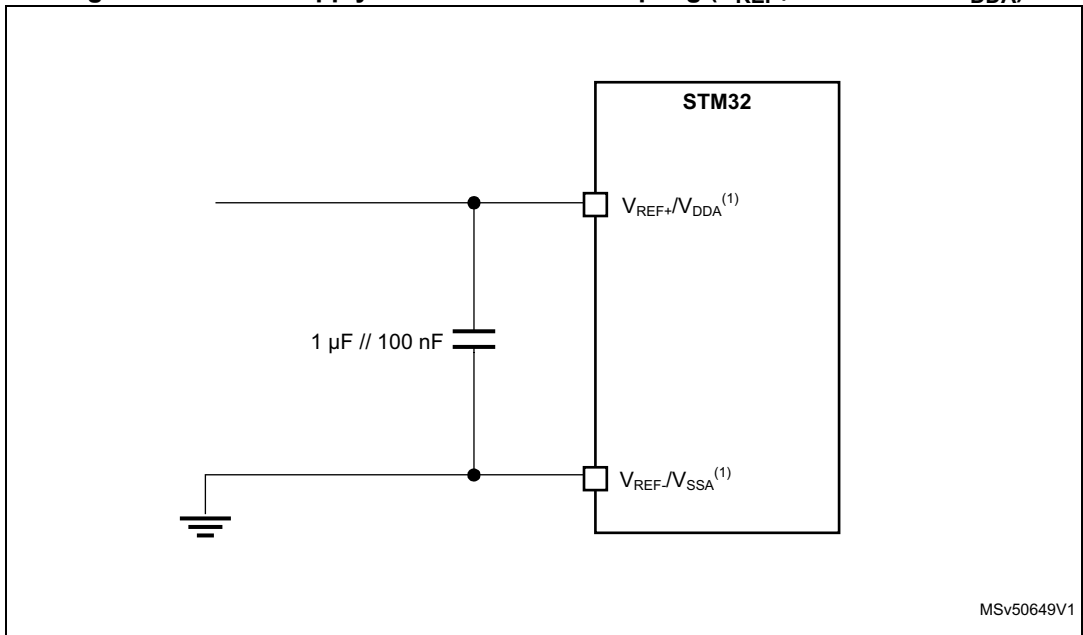 STM32
VREF+/VDDA(1)
1 µF // 100 nF
VREF-/VSSA(1)
MSv50649V1